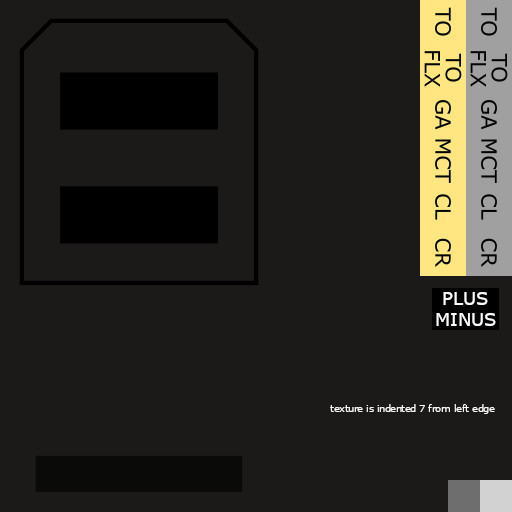 TO
TO
FLX
GA
MCT
CL
CR
TO
TO
FLX
GA
MCT
CL
CR
PLUS
MINUS
texture is indented 7 from left edge